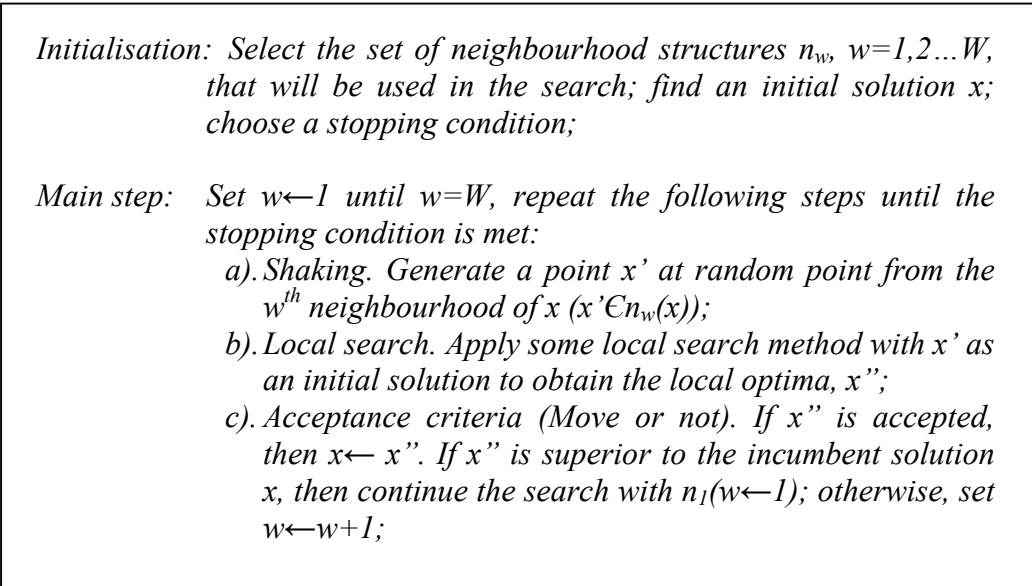 Initialisation: Select the set of neighbourhood structures nw, w=1,2…W,
that will be used in the search; find an initial solution x;
choose a stopping condition;
Main step: Set w←1 until w=W, repeat the following steps until the
stopping condition is met:
a). Shaking. Generate a point x’ at random point from the
wth neighbourhood of x (x’Єnw(x));
b). Local search. Apply some local search method with x’ as
an initial solution to obtain the local optima, x”;
c). Acceptance criteria (Move or not). If x” is accepted,
then x← x”. If x” is superior to the incumbent solution
x, then continue the search with n1(w←1); otherwise, set
w←w+1;